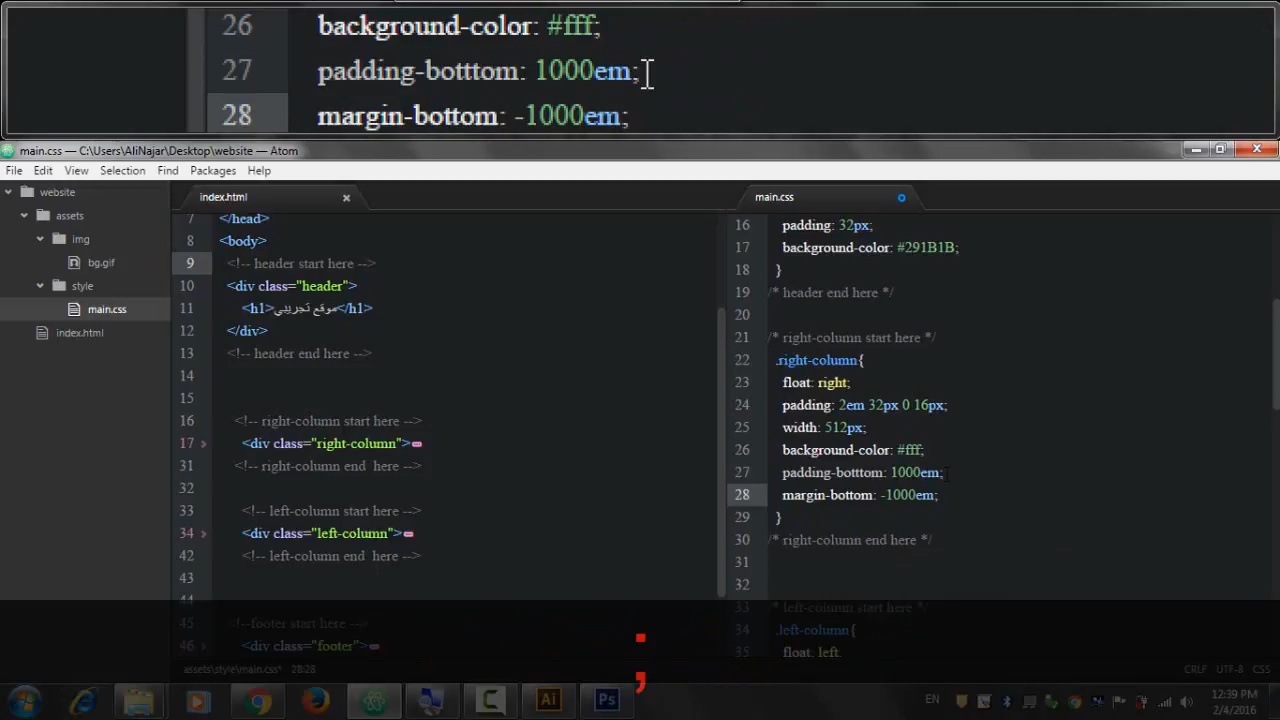 26 background-color: #fff;
27 padding-botttom: 1000em;
28 margin-bottom: -1000em;
main.css — C:\Users\AliNajar\Desktop\website — Atom
File Edit View Selection Find Packages Help
website
assets
img
bg.gif
style
main.css
index.html
index.html
7 </head>
8 <body>
9 <!-- header start here -->
10 <div class="header">
11 <h1>موقع تجريبي</h1>
12 </div>
13 <!-- header end here -->
14
15
16 <!-- right-column start here -->
17 <div class="right-column">
31 <!-- right-column end  here -->
32
33 <!-- left-column start here -->
34 <div class="left-column">
42 <!-- left-column end  here -->
43
44
45 <!--footer start here -->
46 <div class="footer">
main.css
16 padding: 32px;
17 background-color: #291B1B;
18 }
19 /* header end here */
20
21 /* right-column start here */
22 .right-column{
23 float: right;
24 padding: 2em 32px 0 16px;
25 width: 512px;
26 background-color: #fff;
27 padding-botttom: 1000em;
28 margin-bottom: -1000em;
29 }
30 /* right-column end here */
31
32
33 * left-column start here */
34 .left-column{
35 float: left.
;
assets\style\main.css* 28:28 CRLF UTF-8 CSS
Ai Ps EN 12:39 PM
2/4/2016